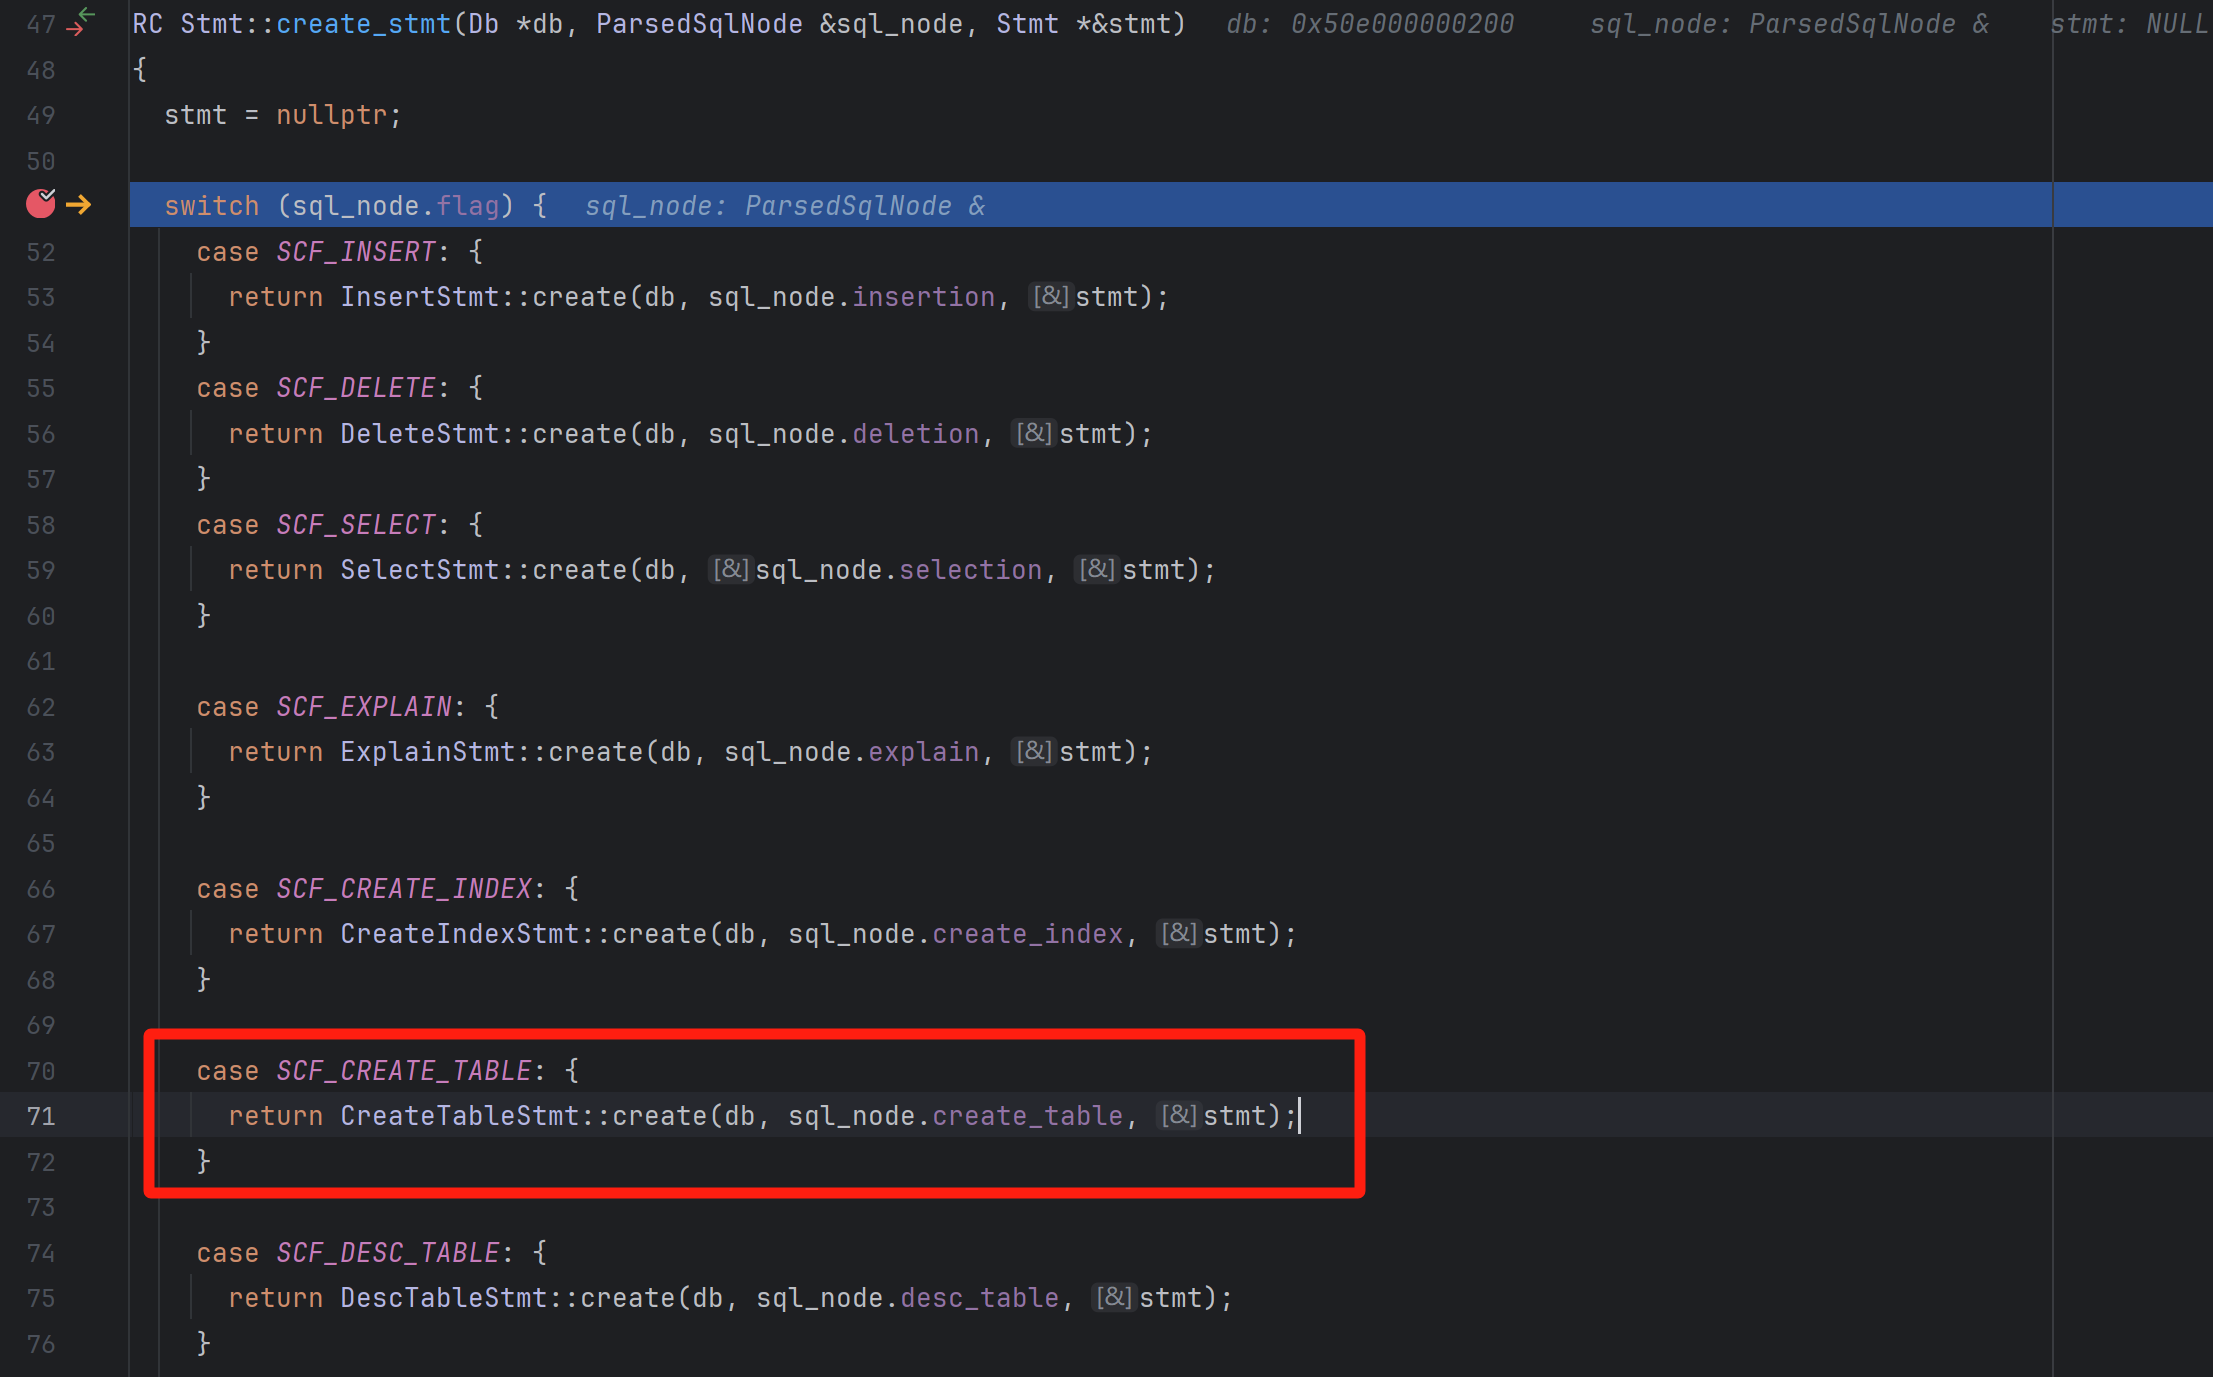 47 RC Stmt::create_stmt(Db *db, ParsedSqlNode &sql_node, Stmt *&stmt) db: 0x50e000000200 sql_node: ParsedSqlNode & stmt: NULL
48 {
49 stmt = nullptr;
50
switch (sql_node.flag) { sql_node: ParsedSqlNode &
52 case SCF_INSERT: {
53 return InsertStmt::create(db, sql_node.insertion, [&]stmt);
54 }
55 case SCF_DELETE: {
56 return DeleteStmt::create(db, sql_node.deletion, [&]stmt);
57 }
58 case SCF_SELECT: {
59 return SelectStmt::create(db, [&]sql_node.selection, [&]stmt);
60 }
61
62 case SCF_EXPLAIN: {
63 return ExplainStmt::create(db, sql_node.explain, [&]stmt);
64 }
65
66 case SCF_CREATE_INDEX: {
67 return CreateIndexStmt::create(db, sql_node.create_index, [&]stmt);
68 }
69
70 case SCF_CREATE_TABLE: {
71 return CreateTableStmt::create(db, sql_node.create_table, [&]stmt);
72 }
73
74 case SCF_DESC_TABLE: {
75 return DescTableStmt::create(db, sql_node.desc_table, [&]stmt);
76 }